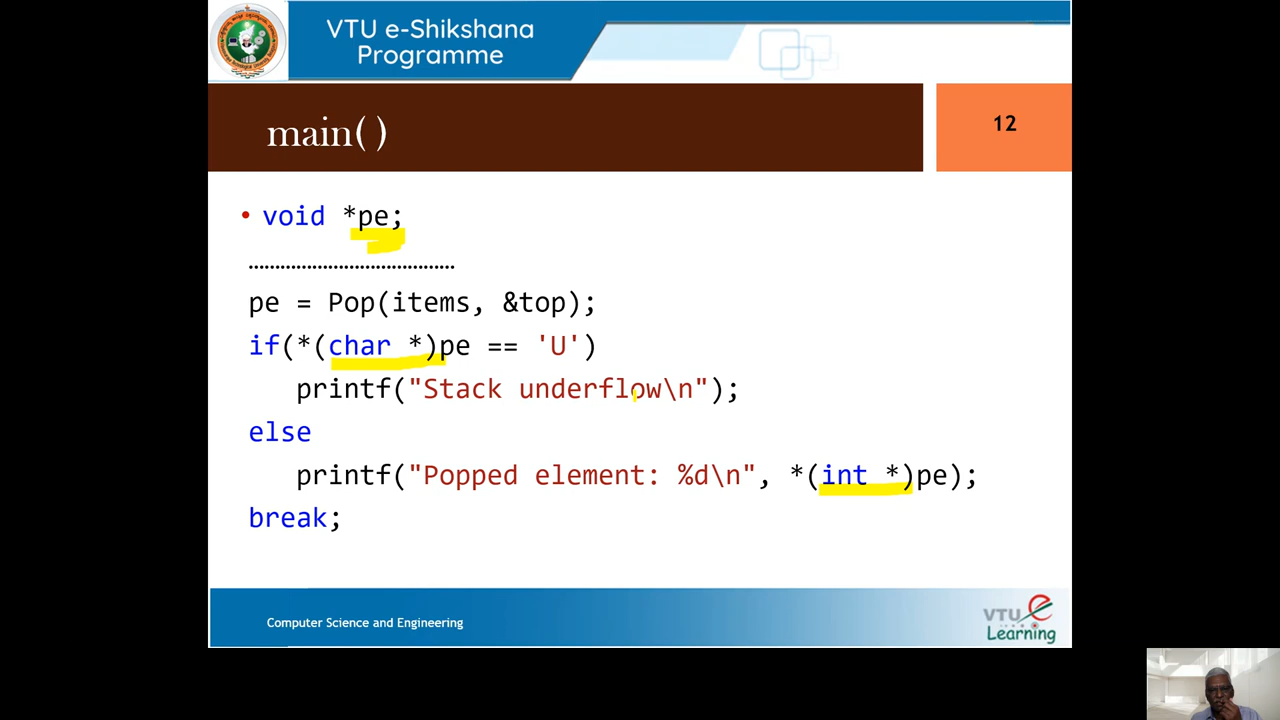 VTU e-Shikshana
Programme
main( )
12
• void *pe;
.......................................
pe = Pop(items, &top);
if(*(char *)pe == 'U')
printf("Stack underflow\n");
else
printf("Popped element: %d\n", *(int *)pe);
break;
Computer Science and Engineering
VTU e
Learning